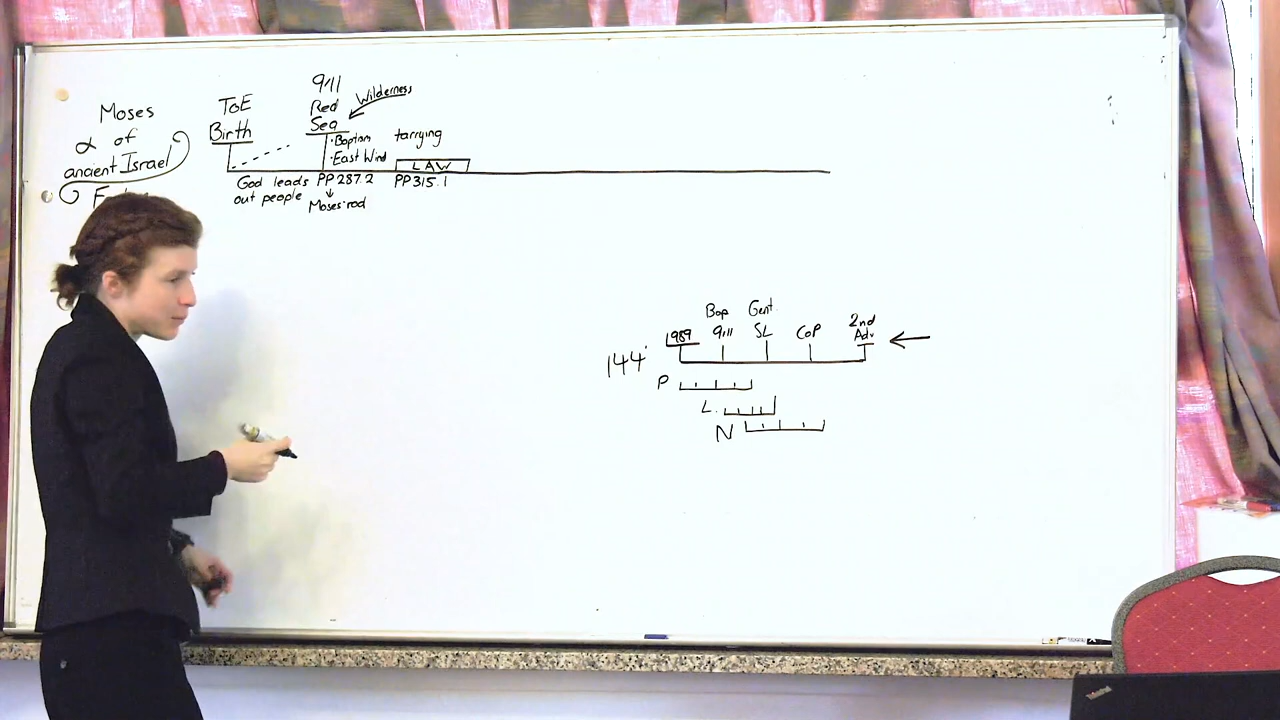 Moses
α of
ancient Israel
ToE
Birth
9/11
Red
Sea
Wilderness
·Baptism
·East Wind
tarrying
LAW
God leads
out people
PP 287.2
Moses' rod
PP 315.1
144'
1989
Bap
9/11
Gent.
SL
CoP
2nd
Adv
P
L.
N
ThinkPad